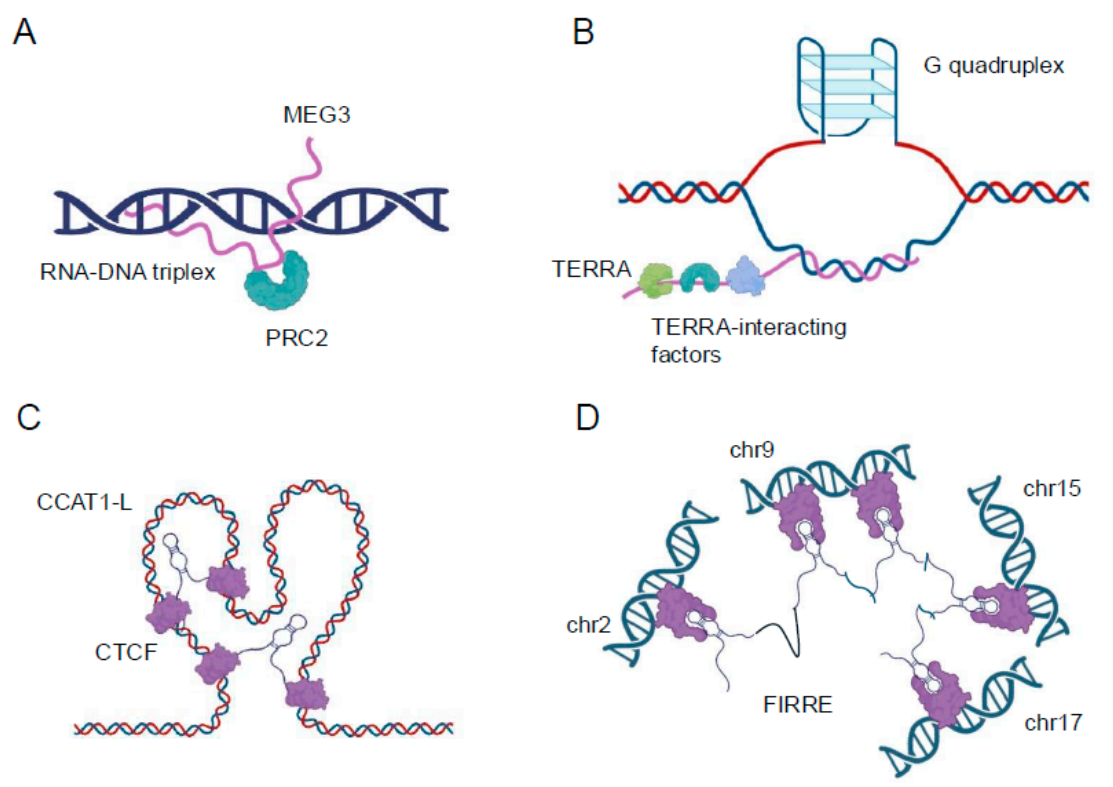 A
MEG3
RNA-DNA triplex
PRC2
B
G quadruplex
TERRA
TERRA-interacting
factors
C
CCAT1-L
CTCF
D
chr9
chr15
chr2
FIRRE
chr17